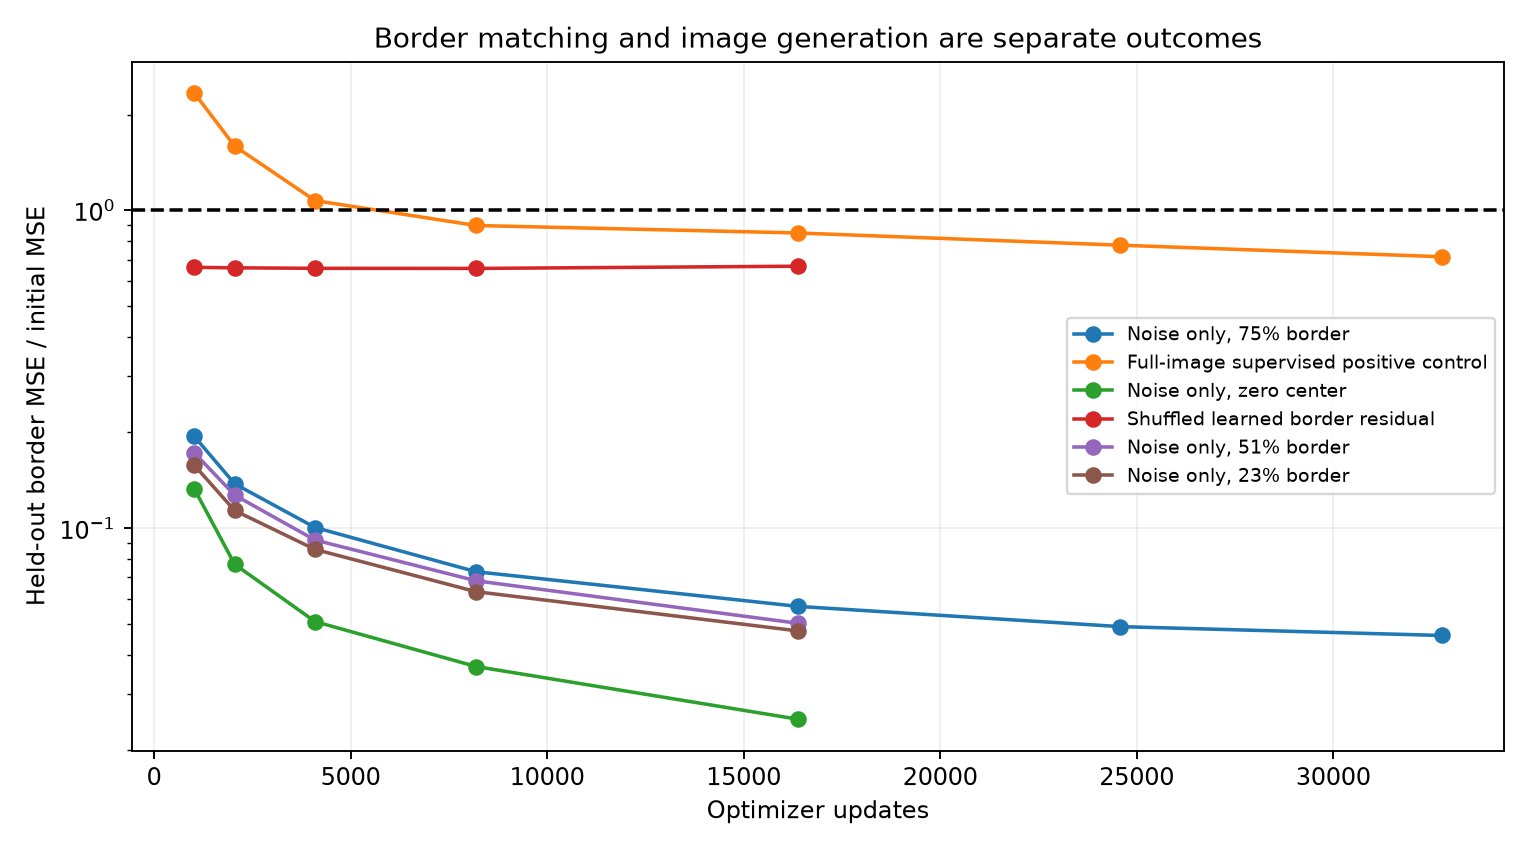 Border matching and image generation are separate outcomes
Held-out border MSE / initial MSE
10⁰
10⁻¹
Noise only, 75% border
Full-image supervised positive control
Noise only, zero center
Shuffled learned border residual
Noise only, 51% border
Noise only, 23% border
0 5000 10000 15000 20000 25000 30000
Optimizer updates